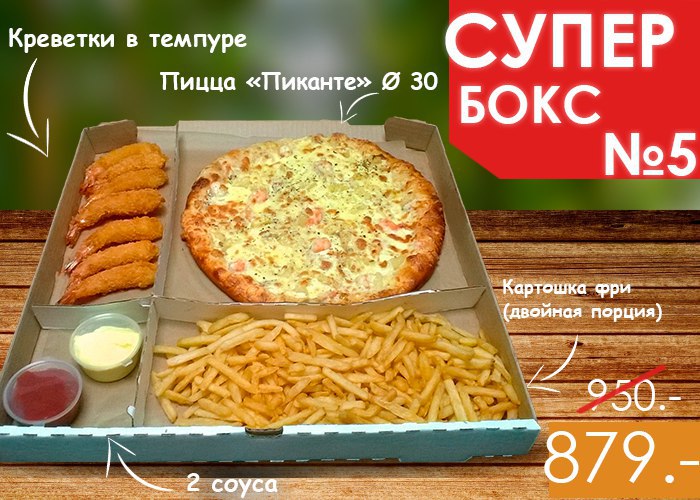 Креветки в темпуре
Пицца «Пиканте» Ø 30
СУПЕР
БОКС
№5
Картошка фри
(двойная порция)
950.-
879.-
2 соуса